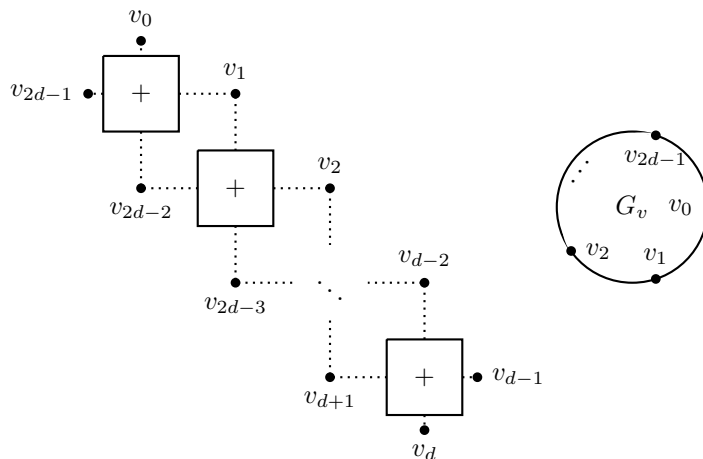 v_0
v_{2d−1} + v_1
v_{2d−2} + v_2
v_{2d−3} ⋱ v_{d−2}
v_{d+1} + v_{d−1}
v_d
v_{2d−1}
⋰ G_v v_0
v_2 v_1